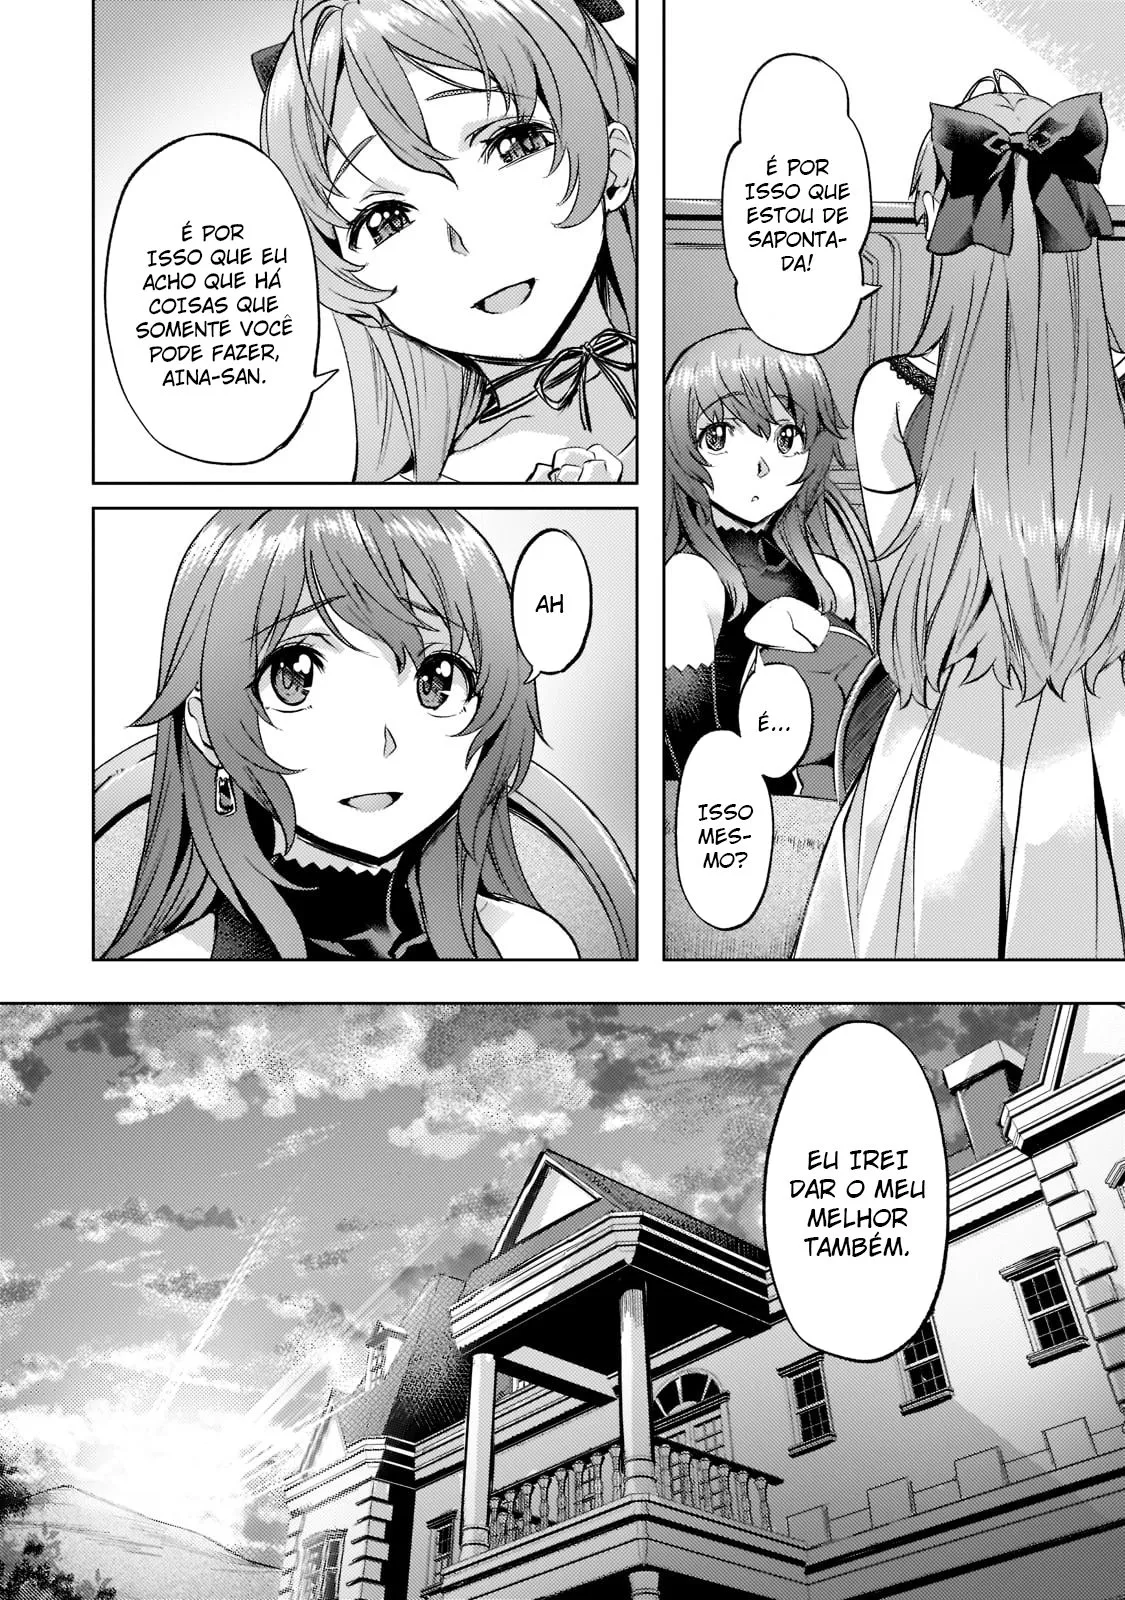 É POR
ISSO QUE
ESTOU DE
SAPONTA-
DA!
É...
ISSO
MES-
MO?
É POR
ISSO QUE EU
ACHO QUE HÁ
COISAS QUE
SOMENTE VOCÊ
PODE FAZER,
AINA-SAN.
AH
EU IREI
DAR O MEU
MELHOR
TAMBÉM.